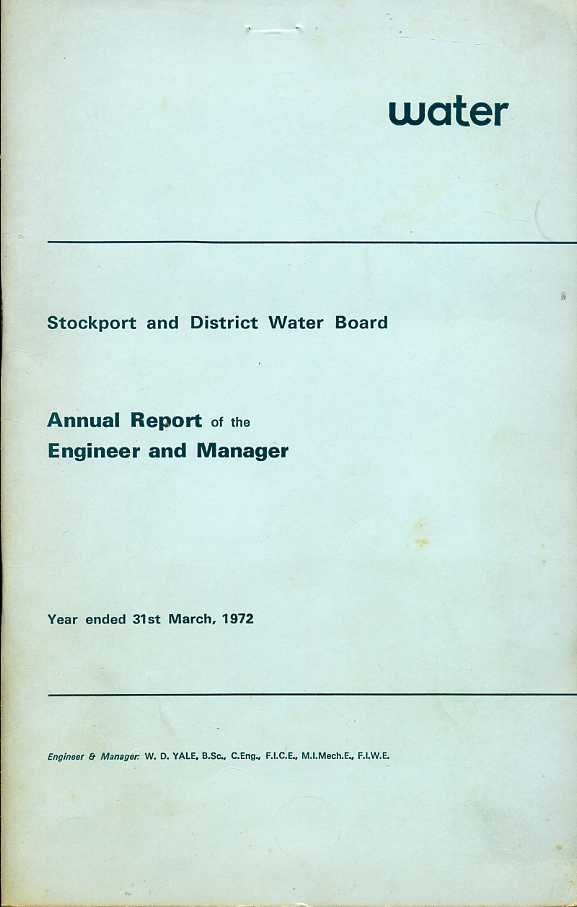 water
Stockport and District Water Board
Annual Report of the
Engineer and Manager
Year ended 31st March, 1972
Engineer & Manager: W. D. YALE, B.Sc., C.Eng., F.I.C.E., M.I.Mech.E., F.I.W.E.